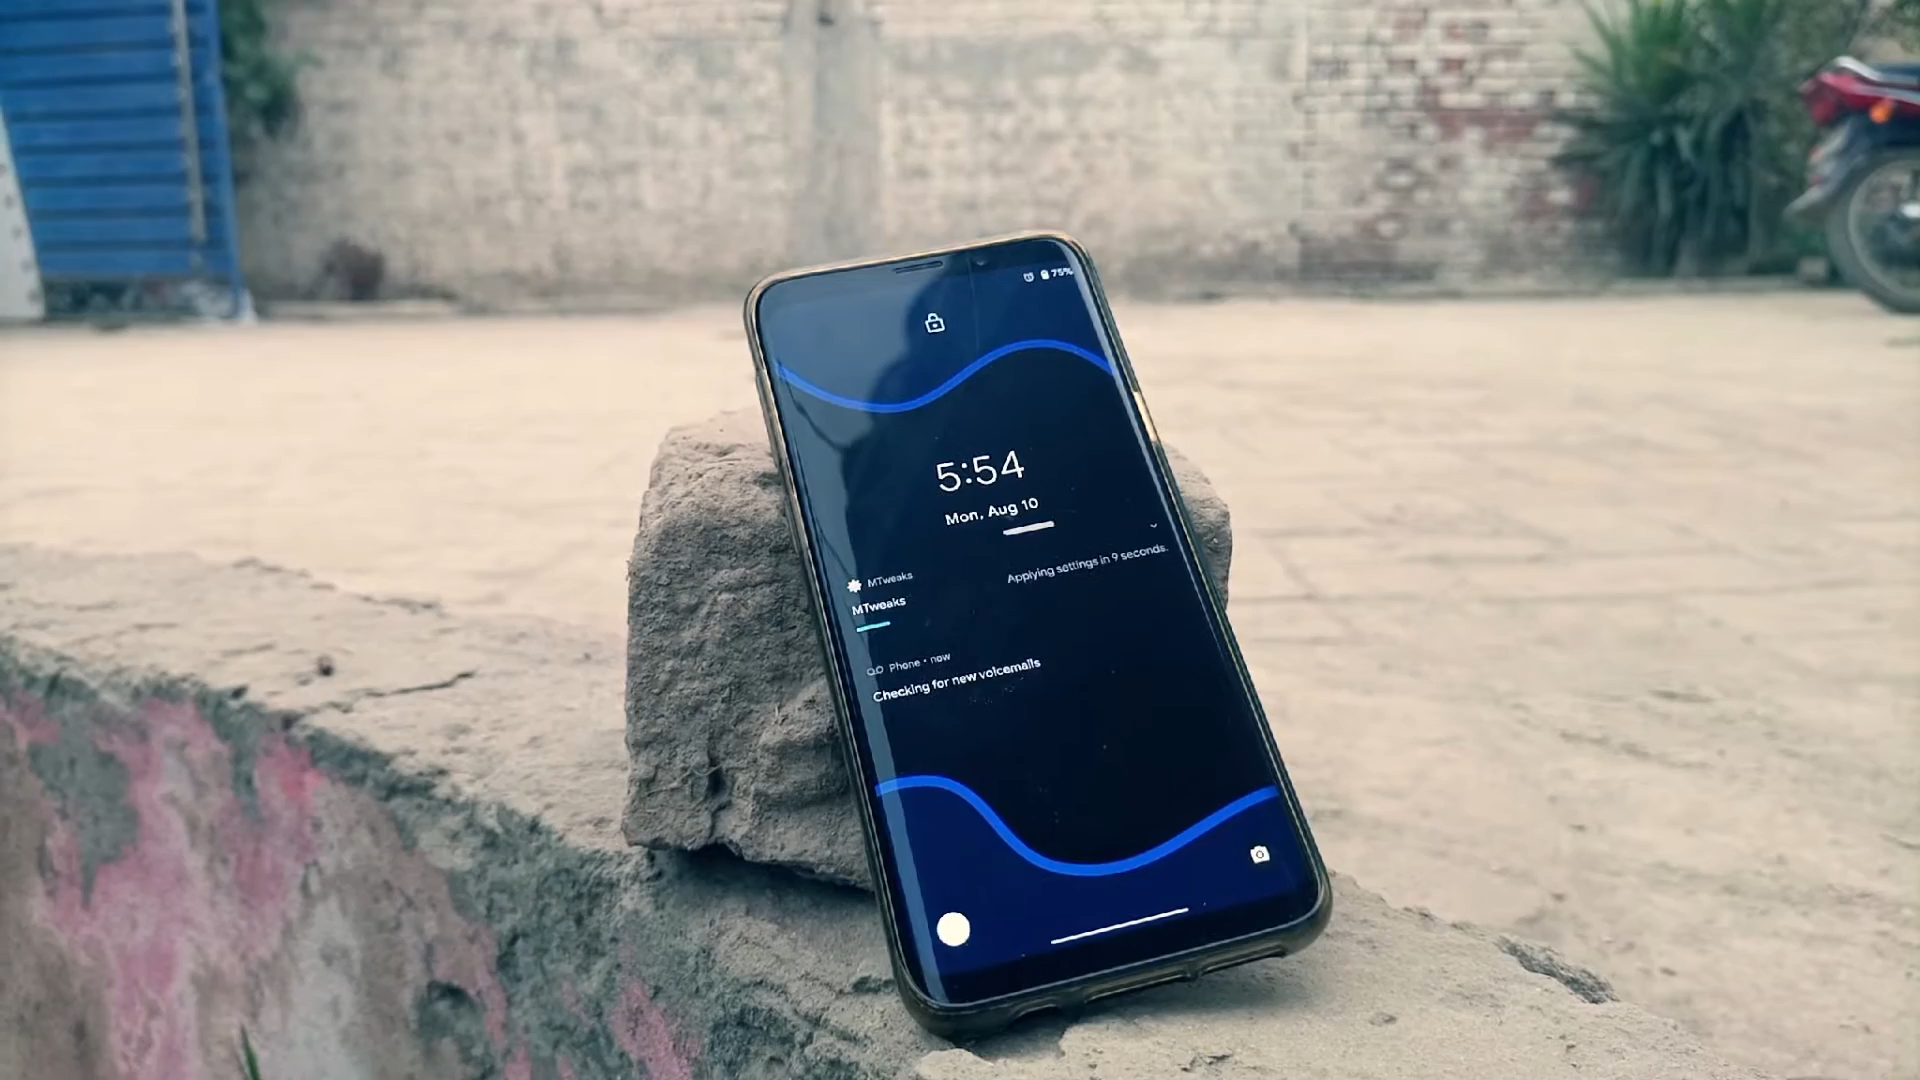 75%
5:54
Mon, Aug 10
MTweaks
Applying settings in 9 seconds.
MTweaks
Phone • now
Checking for new voicemails